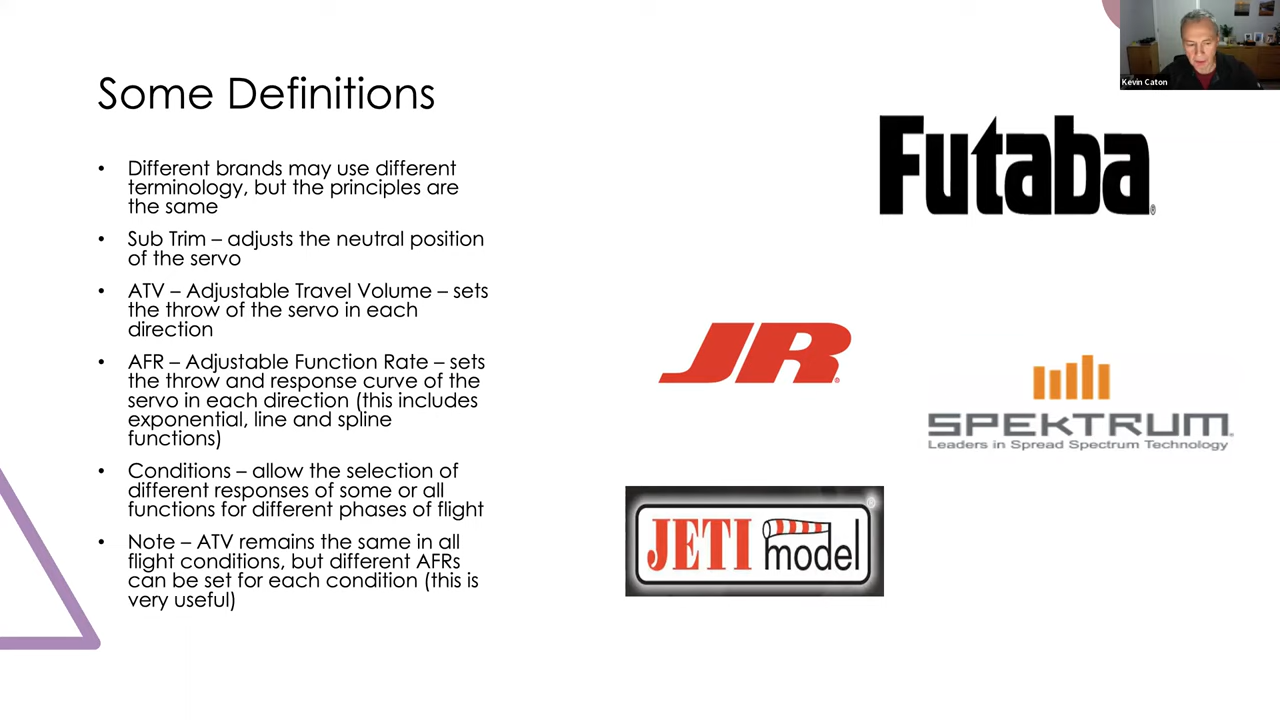 Kevin Caton
Some Definitions
• Different brands may use different
terminology, but the principles are
the same
• Sub Trim – adjusts the neutral position
of the servo
• ATV – Adjustable Travel Volume – sets
the throw of the servo in each
direction
• AFR – Adjustable Function Rate – sets
the throw and response curve of the
servo in each direction (this includes
exponential, line and spline
functions)
• Conditions – allow the selection of
different responses of some or all
functions for different phases of flight
• Note – ATV remains the same in all
flight conditions, but different AFRs
can be set for each condition (this is
very useful)
Futaba®
JR®
SPEKTRUM
Leaders in Spread Spectrum Technology
JETI model ®